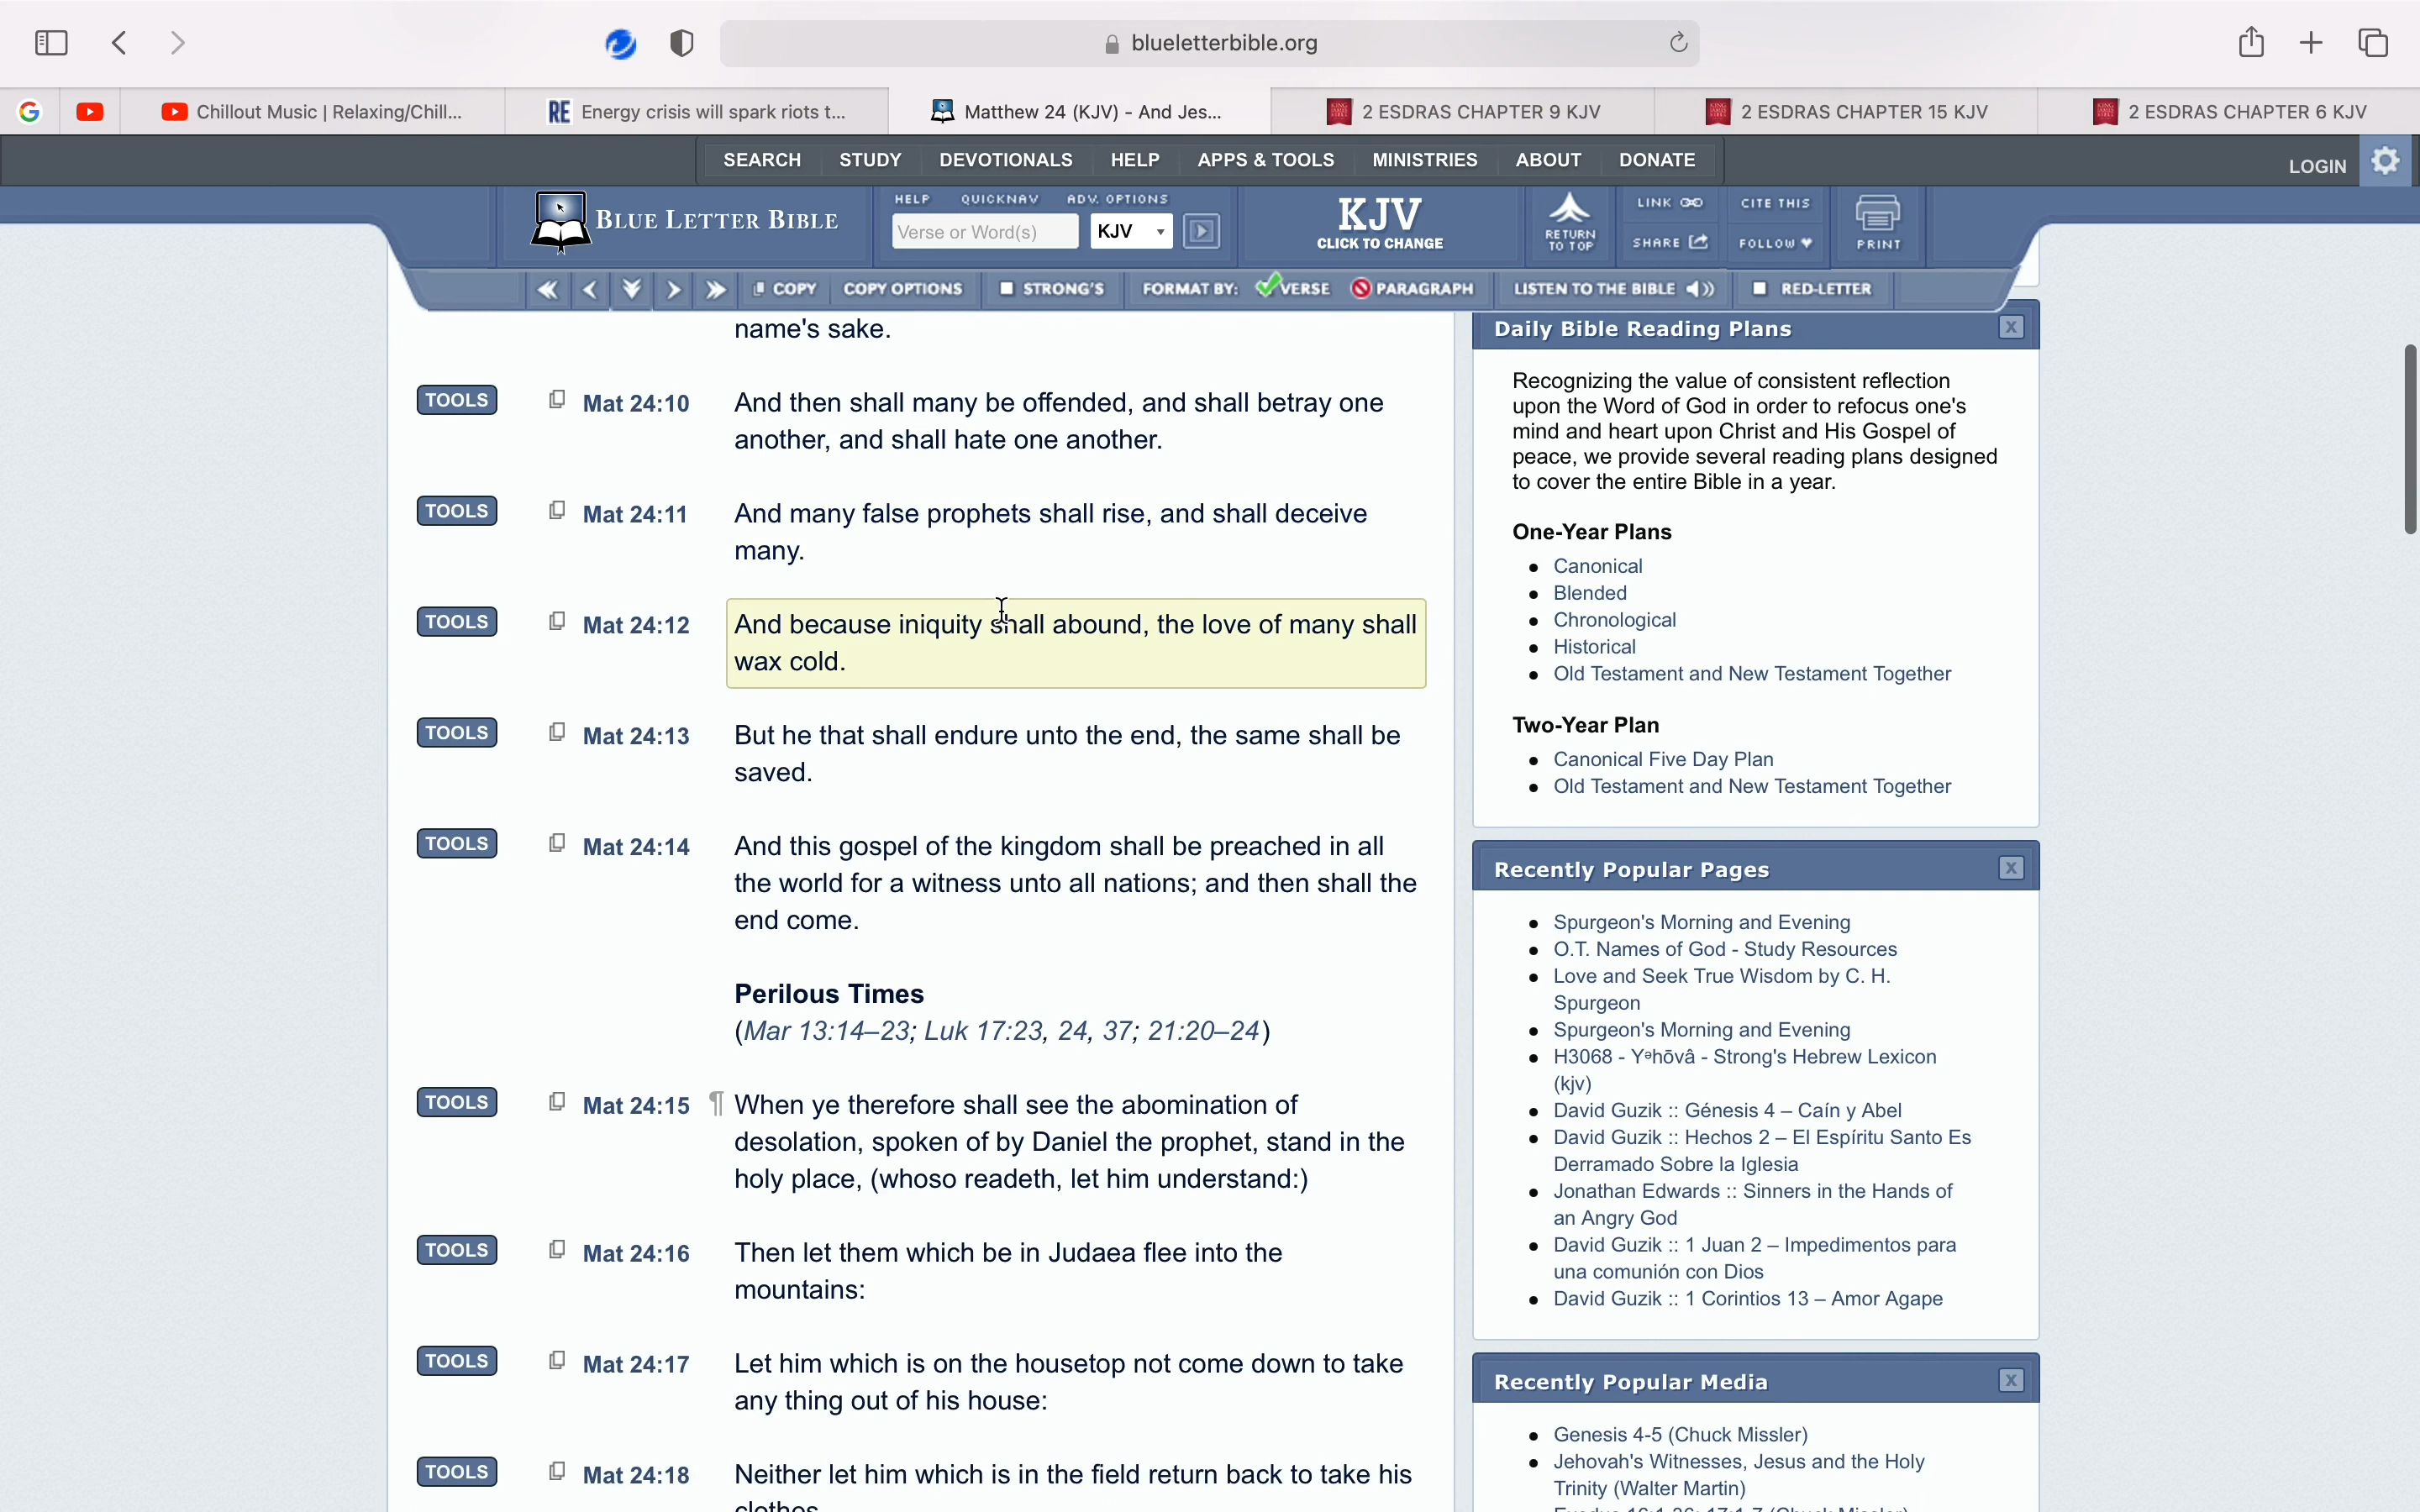 blueletterbible.org
Chillout Music | Relaxing/Chill...
RE Energy crisis will spark riots t...
Matthew 24 (KJV) - And Jes...
2 ESDRAS CHAPTER 9 KJV
2 ESDRAS CHAPTER 15 KJV
2 ESDRAS CHAPTER 6 KJV
SEARCH STUDY DEVOTIONALS HELP APPS & TOOLS MINISTRIES ABOUT DONATE
LOGIN
BLUE LETTER BIBLE
HELP QUICKNAV ADV. OPTIONS
Verse or Word(s) KJV
KJV
CLICK TO CHANGE
RETURN
TO TOP
LINK
SHARE
CITE THIS
FOLLOW
PRINT
COPY COPY OPTIONS STRONG'S FORMAT BY: VERSE PARAGRAPH LISTEN TO THE BIBLE RED-LETTER
name's sake.
TOOLS Mat 24:10 And then shall many be offended, and shall betray one
another, and shall hate one another.
TOOLS Mat 24:11 And many false prophets shall rise, and shall deceive
many.
TOOLS Mat 24:12 And because iniquity shall abound, the love of many shall
wax cold.
TOOLS Mat 24:13 But he that shall endure unto the end, the same shall be
saved.
TOOLS Mat 24:14 And this gospel of the kingdom shall be preached in all
the world for a witness unto all nations; and then shall the
end come.
Perilous Times
(Mar 13:14–23; Luk 17:23, 24, 37; 21:20–24)
TOOLS Mat 24:15 ¶ When ye therefore shall see the abomination of
desolation, spoken of by Daniel the prophet, stand in the
holy place, (whoso readeth, let him understand:)
TOOLS Mat 24:16 Then let them which be in Judaea flee into the
mountains:
TOOLS Mat 24:17 Let him which is on the housetop not come down to take
any thing out of his house:
TOOLS Mat 24:18 Neither let him which is in the field return back to take his
clothes.
Daily Bible Reading Plans X
Recognizing the value of consistent reflection
upon the Word of God in order to refocus one's
mind and heart upon Christ and His Gospel of
peace, we provide several reading plans designed
to cover the entire Bible in a year.
One-Year Plans
Canonical
Blended
Chronological
Historical
Old Testament and New Testament Together
Two-Year Plan
Canonical Five Day Plan
Old Testament and New Testament Together
Recently Popular Pages X
Spurgeon's Morning and Evening
O.T. Names of God - Study Resources
Love and Seek True Wisdom by C. H.
Spurgeon
Spurgeon's Morning and Evening
H3068 - Yᵊhōvâ - Strong's Hebrew Lexicon
(kjv)
David Guzik :: Génesis 4 – Caín y Abel
David Guzik :: Hechos 2 – El Espíritu Santo Es
Derramado Sobre la Iglesia
Jonathan Edwards :: Sinners in the Hands of
an Angry God
David Guzik :: 1 Juan 2 – Impedimentos para
una comunión con Dios
David Guzik :: 1 Corintios 13 – Amor Agape
Recently Popular Media X
Genesis 4-5 (Chuck Missler)
Jehovah's Witnesses, Jesus and the Holy
Trinity (Walter Martin)